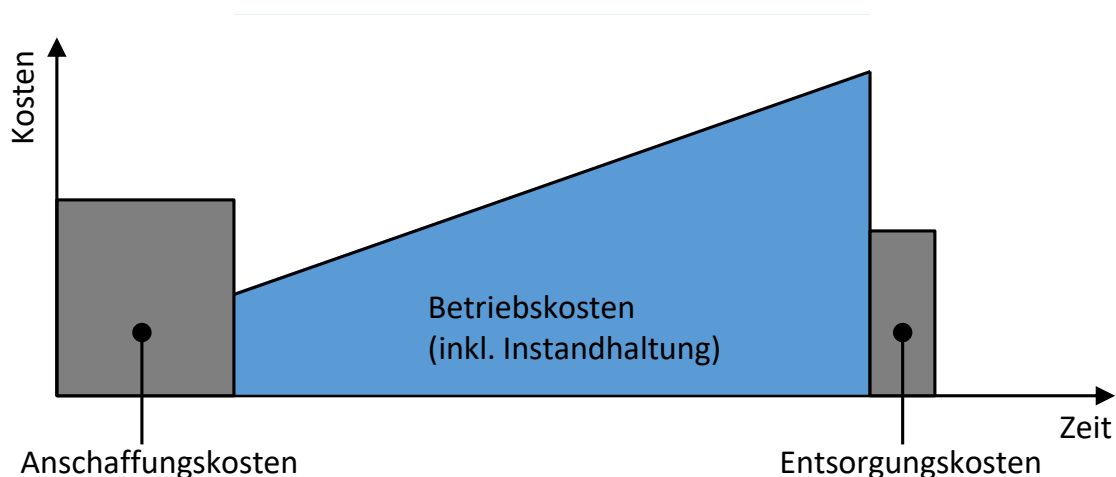 Kosten
Betriebskosten
(inkl. Instandhaltung)
Zeit
Anschaffungskosten
Entsorgungskosten